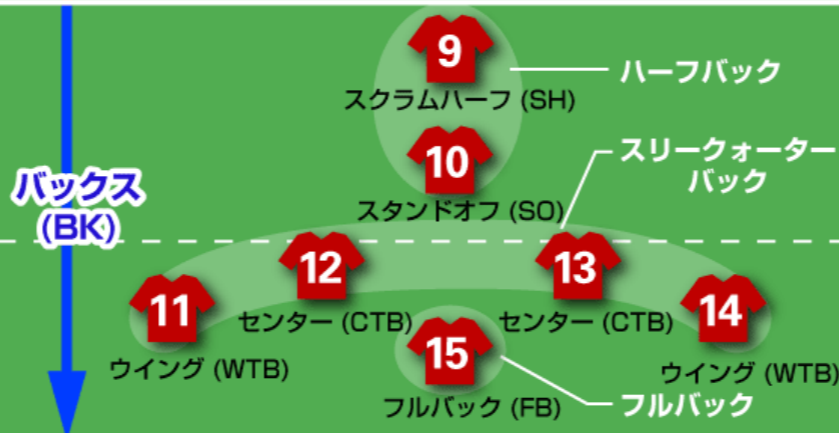 9
ハーフバック
スクラムハーフ (SH)
10
スリークォーター
バック
バックス
(BK)
スタンドオフ (SO)
12
13
11
14
センター (CTB)
センター (CTB)
15
ウイング (WTB)
ウイング (WTB)
フルバック (FB)
フルバック